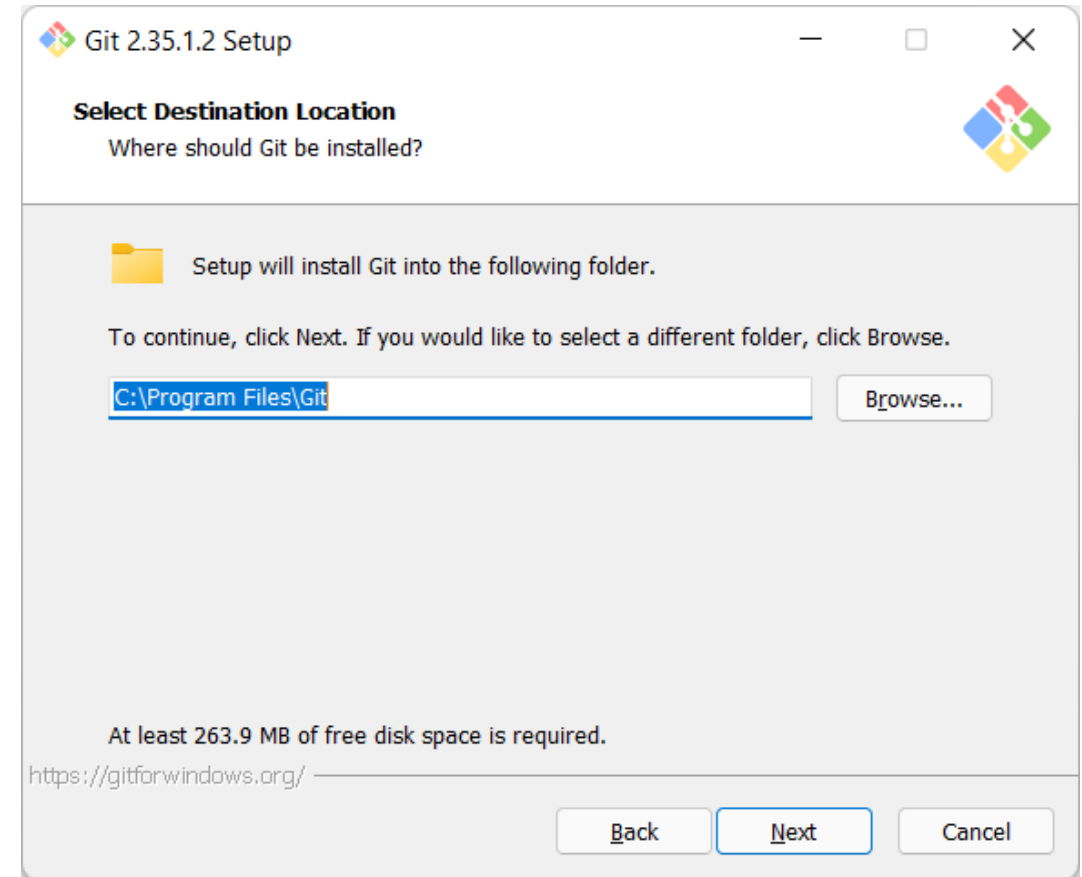 Git 2.35.1.2 Setup
Select Destination Location
Where should Git be installed?
Setup will install Git into the following folder.
To continue, click Next. If you would like to select a different folder, click Browse.
C:\Program Files\Git
Browse...
At least 263.9 MB of free disk space is required.
https://gitforwindows.org/
Back Next Cancel